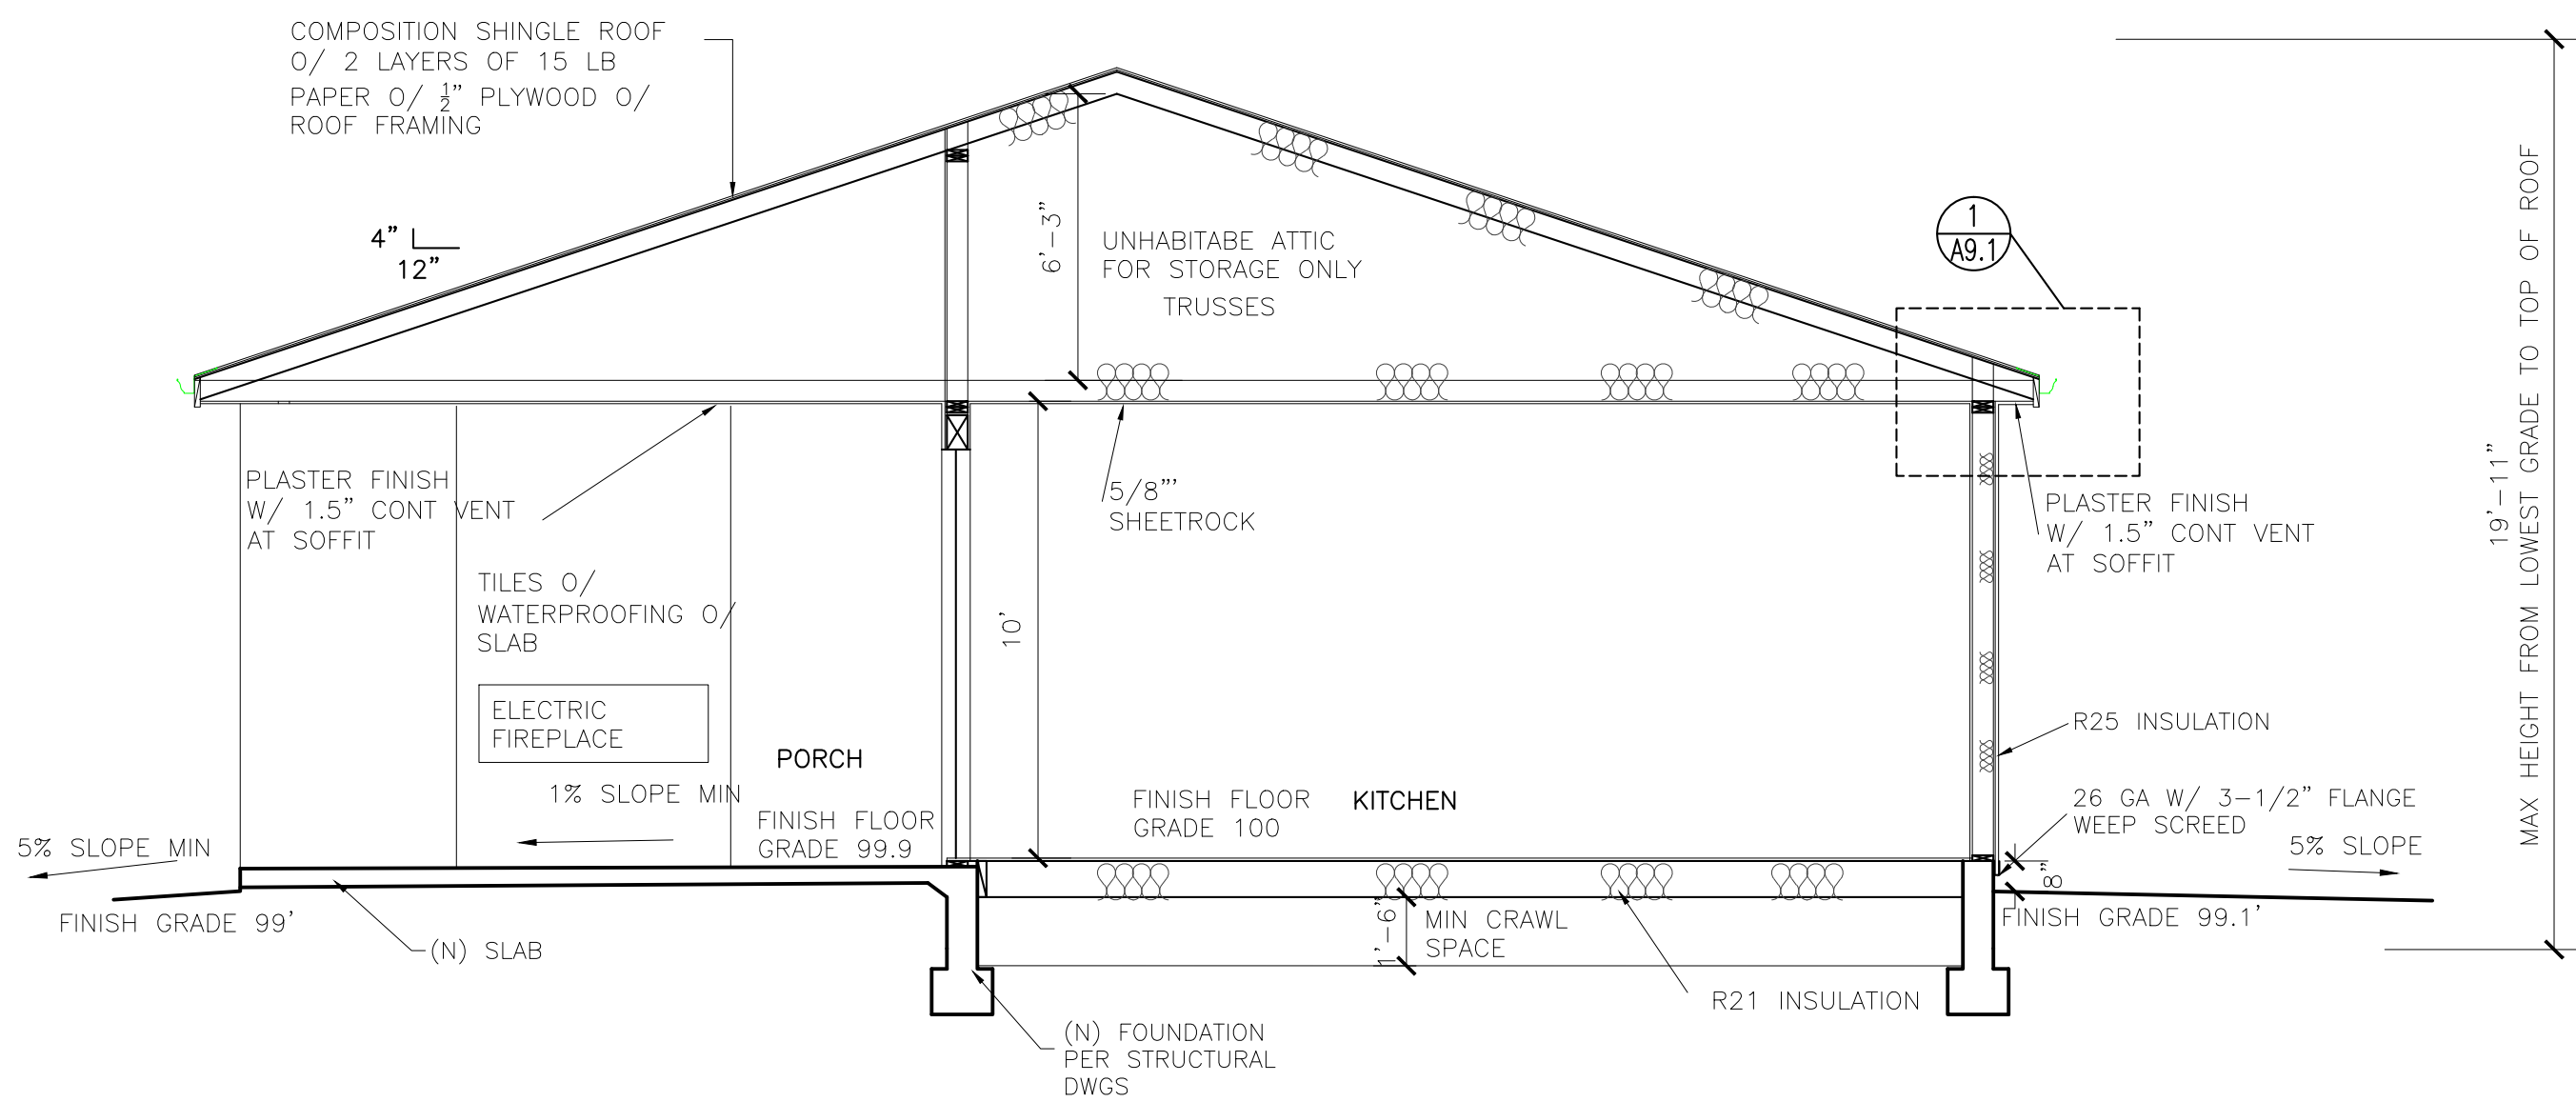 COMPOSITION SHINGLE ROOF
O/ 2 LAYERS OF 15 LB
PAPER O/ 1/2” PLYWOOD O/
ROOF FRAMING
4”
12”
6’-3”
UNHABITABE ATTIC
FOR STORAGE ONLY
TRUSSES
1
A9.1
PLASTER FINISH
W/ 1.5” CONT VENT
AT SOFFIT
TILES O/
WATERPROOFING O/
SLAB
ELECTRIC
FIREPLACE
PORCH
1% SLOPE MIN
FINISH FLOOR
GRADE 99.9
5% SLOPE MIN
FINISH GRADE 99’
(N) SLAB
10’
5/8”’
SHEETROCK
FINISH FLOOR
GRADE 100
KITCHEN
1’-6”
MIN CRAWL
SPACE
R21 INSULATION
(N) FOUNDATION
PER STRUCTURAL
DWGS
PLASTER FINISH
W/ 1.5” CONT VENT
AT SOFFIT
R25 INSULATION
26 GA W/ 3-1/2” FLANGE
WEEP SCREED
5% SLOPE
8”
FINISH GRADE 99.1’
19’-11”
MAX HEIGHT FROM LOWEST GRADE TO TOP OF ROOF